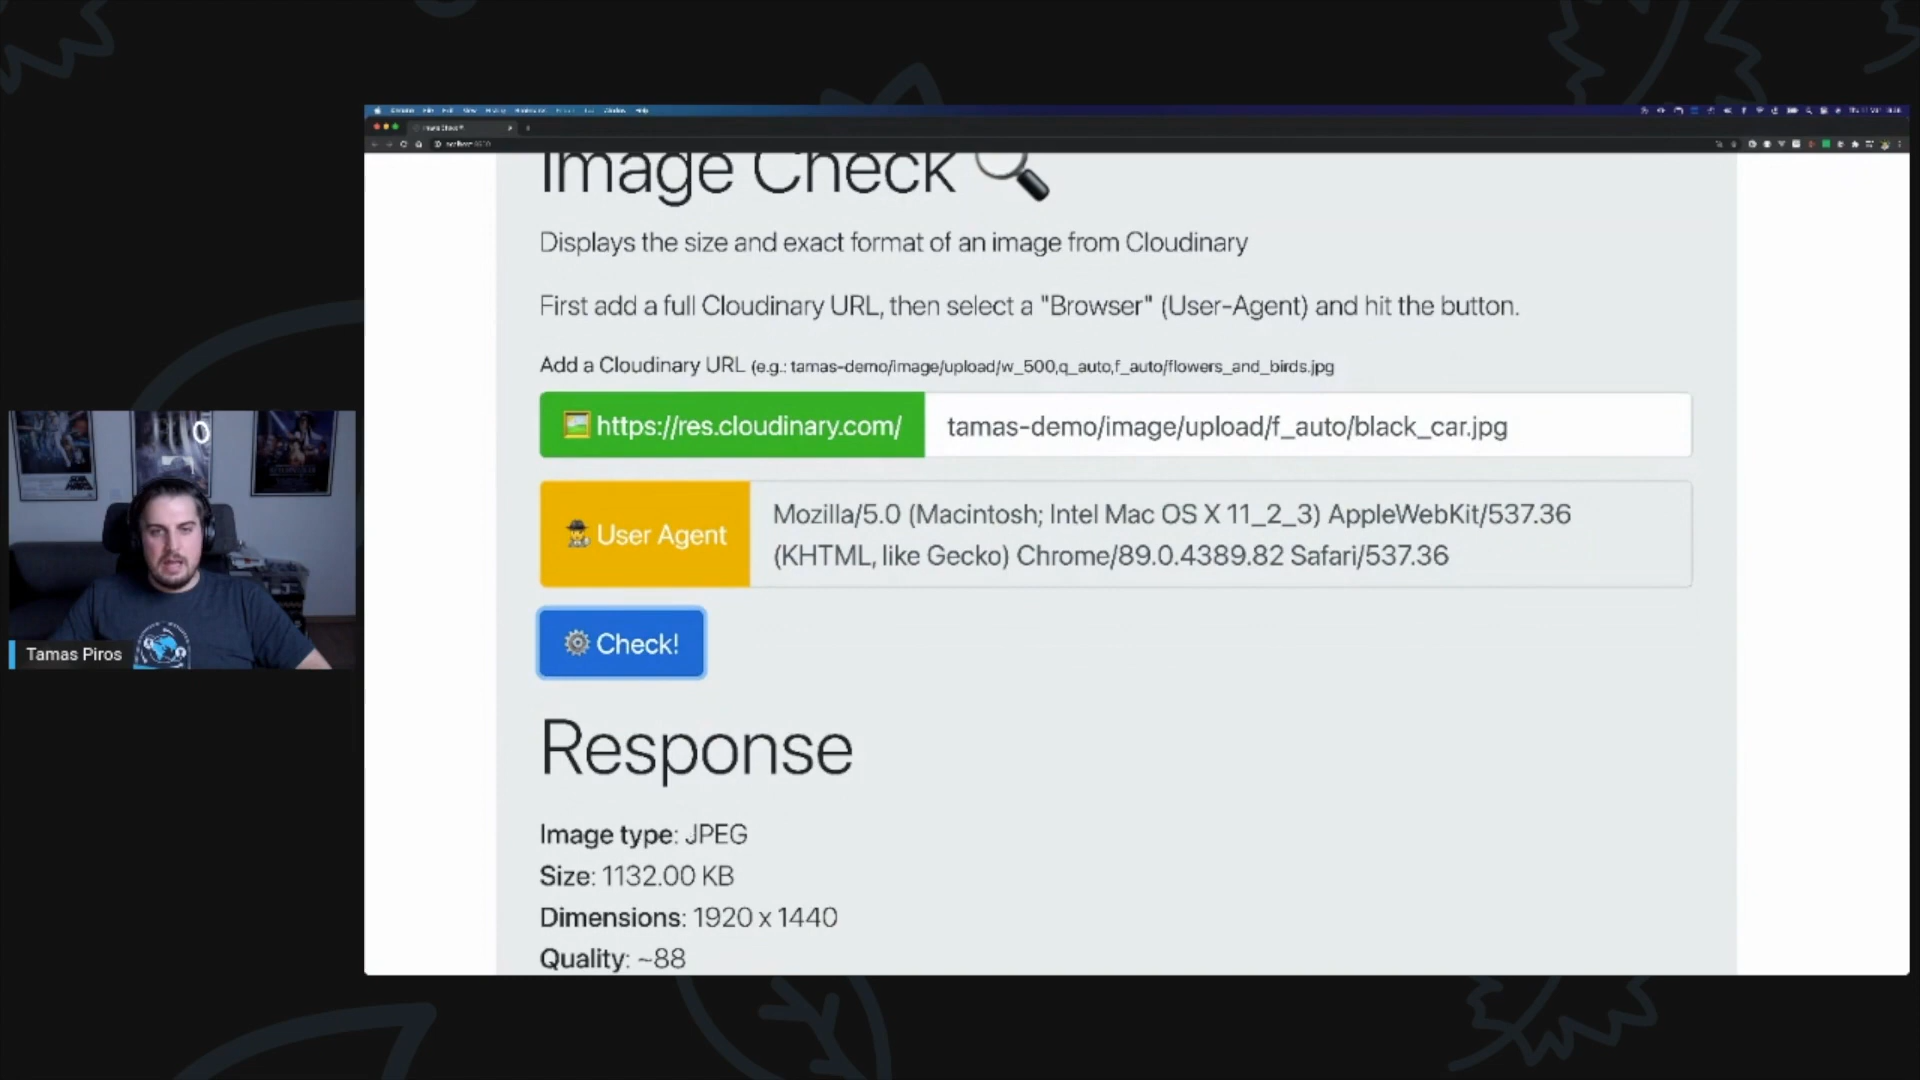 Image Check
Displays the size and exact format of an image from Cloudinary
First add a full Cloudinary URL, then select a "Browser" (User-Agent) and hit the button.
Add a Cloudinary URL (e.g.: tamas-demo/image/upload/w_500,q_auto,f_auto/flowers_and_birds.jpg
https://res.cloudinary.com/ tamas-demo/image/upload/f_auto/black_car.jpg
User Agent
Mozilla/5.0 (Macintosh; Intel Mac OS X 11_2_3) AppleWebKit/537.36
(KHTML, like Gecko) Chrome/89.0.4389.82 Safari/537.36
Check!
Response
Image type: JPEG
Size: 1132.00 KB
Dimensions: 1920 x 1440
Quality: ~88
Tamas Piros